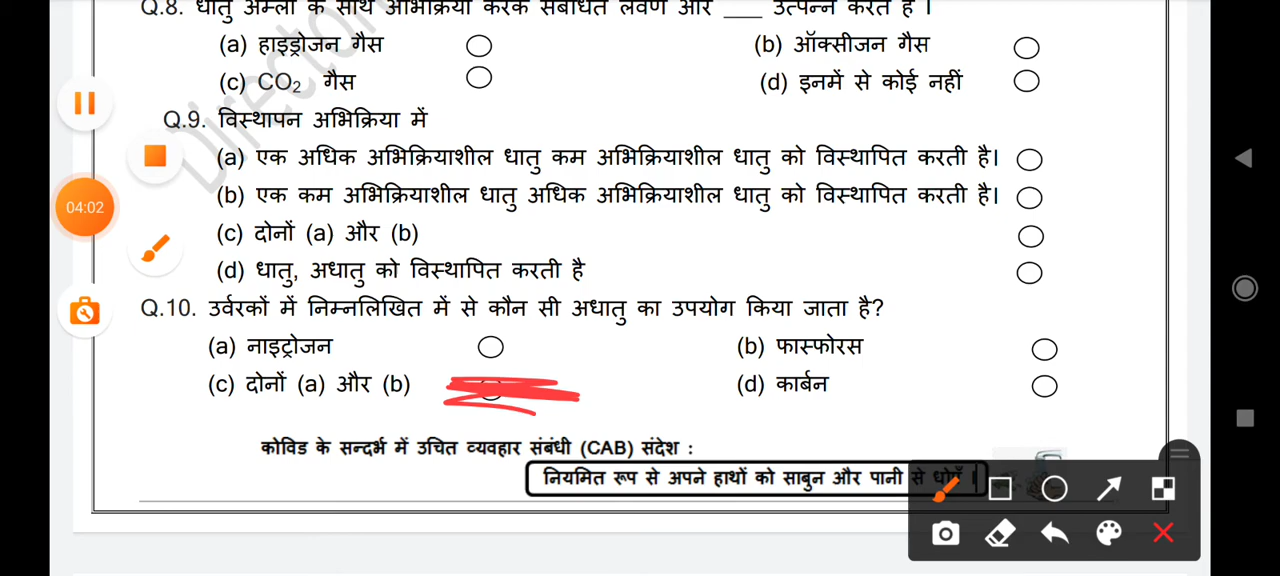 Q.8. धातु अम्लों के साथ अभिक्रिया करके संबंधित लवण और ___ उत्पन्न करते हैं ।
(a) हाइड्रोजन गैस (b) ऑक्सीजन गैस
(c) CO₂ गैस (d) इनमें से कोई नहीं
Q.9. विस्थापन अभिक्रिया में
(a) एक अधिक अभिक्रियाशील धातु कम अभिक्रियाशील धातु को विस्थापित करती है।
(b) एक कम अभिक्रियाशील धातु अधिक अभिक्रियाशील धातु को विस्थापित करती है।
04:02
(c) दोनों (a) और (b)
(d) धातु, अधातु को विस्थापित करती है
Q.10. उर्वरकों में निम्नलिखित में से कौन सी अधातु का उपयोग किया जाता है?
(a) नाइट्रोजन (b) फास्फोरस
(c) दोनों (a) और (b) (d) कार्बन
कोविड के सन्दर्भ में उचित व्यवहार संबंधी (CAB) संदेश :
नियमित रूप से अपने हाथों को साबुन और पानी से धोएँ ।